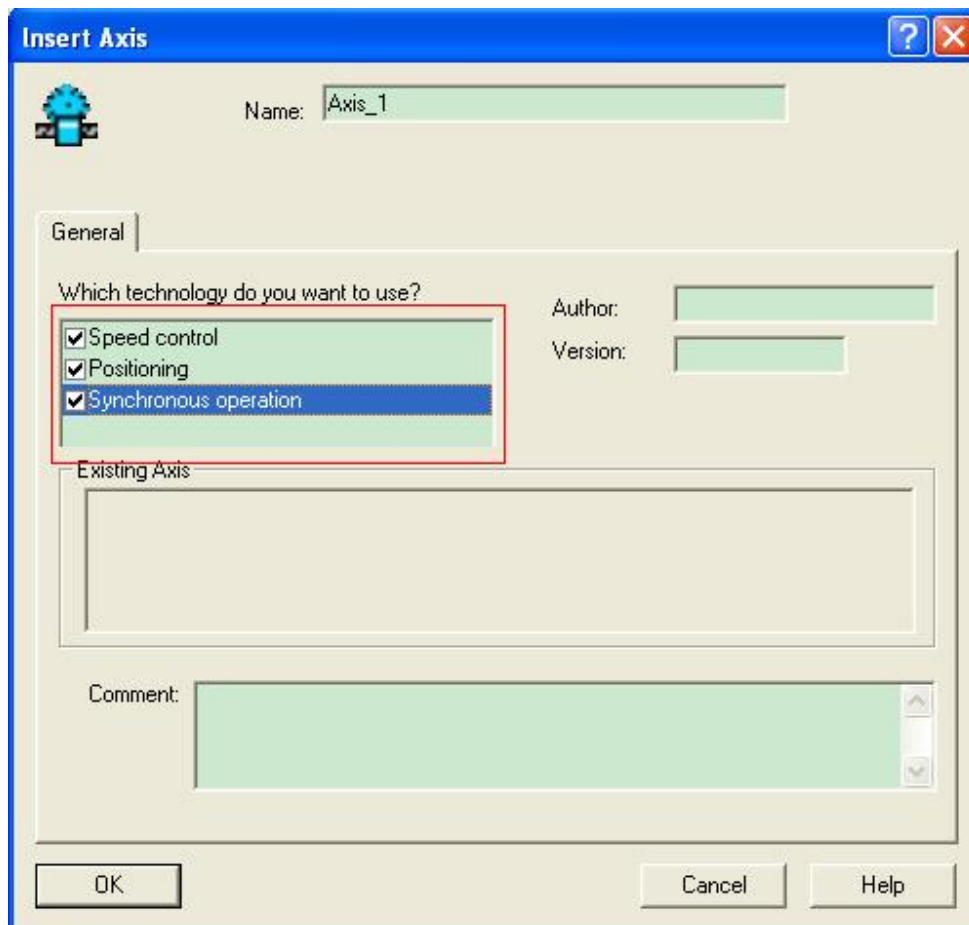 Insert Axis
Name: Axis_1
General
Which technology do you want to use?
Speed control
Positioning
Synchronous operation
Author:
Version:
Existing Axis
Comment:
OK Cancel Help